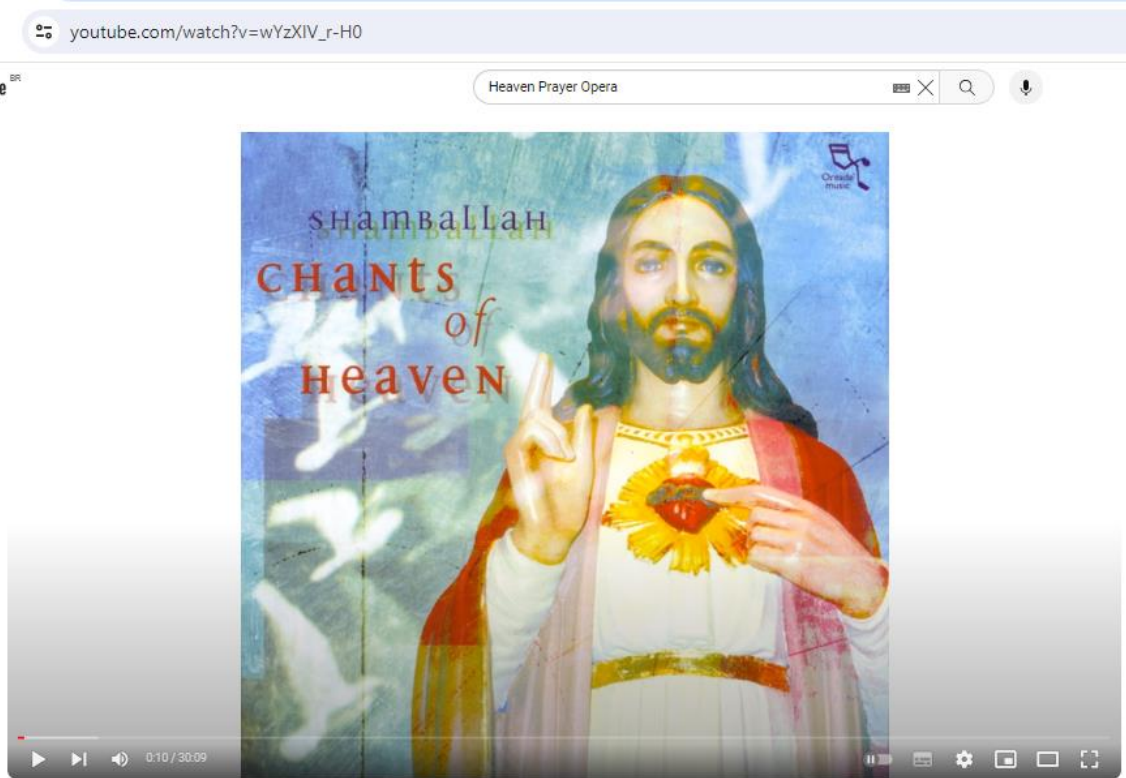 youtube.com/watch?v=wYzXIV_r-H0
BR
e
Heaven Prayer Opera
Oreade
music
SHamBaLLaH
CHaNts
of
HeaveN
0:10 / 30:09